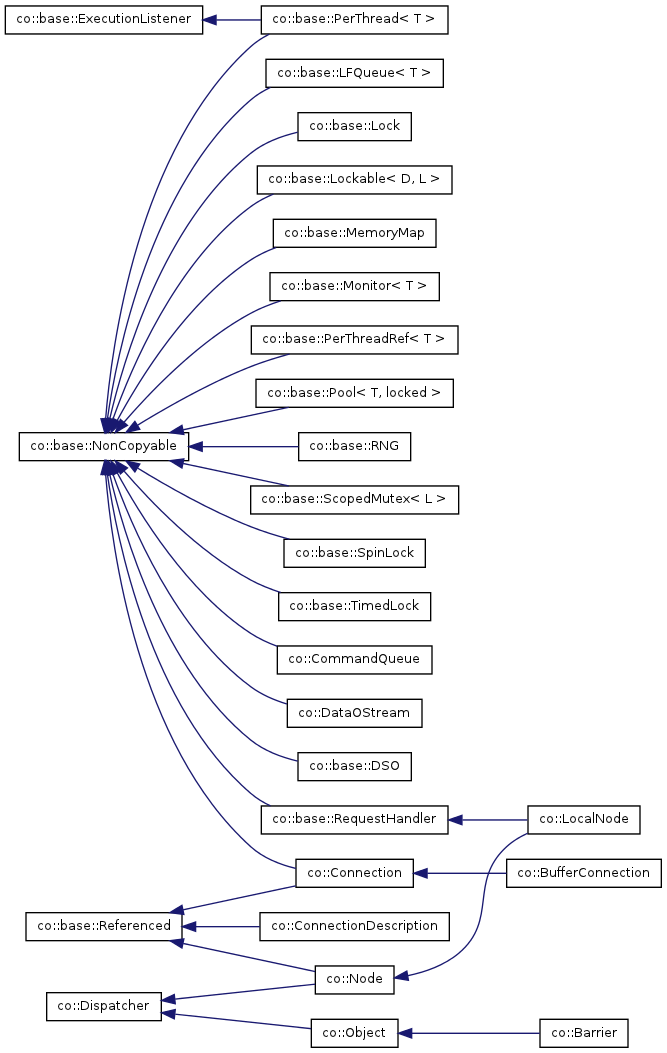 co::base::ExecutionListener
co::base::PerThread< T >
co::base::LFQueue< T >
co::base::Lock
co::base::Lockable< D, L >
co::base::MemoryMap
co::base::Monitor< T >
co::base::PerThreadRef< T >
co::base::Pool< T, locked >
co::base::NonCopyable
co::base::RNG
co::base::ScopedMutex< L >
co::base::SpinLock
co::base::TimedLock
co::CommandQueue
co::DataOStream
co::base::DSO
co::base::RequestHandler
co::LocalNode
co::Connection
co::BufferConnection
co::base::Referenced
co::ConnectionDescription
co::Node
co::Dispatcher
co::Object
co::Barrier